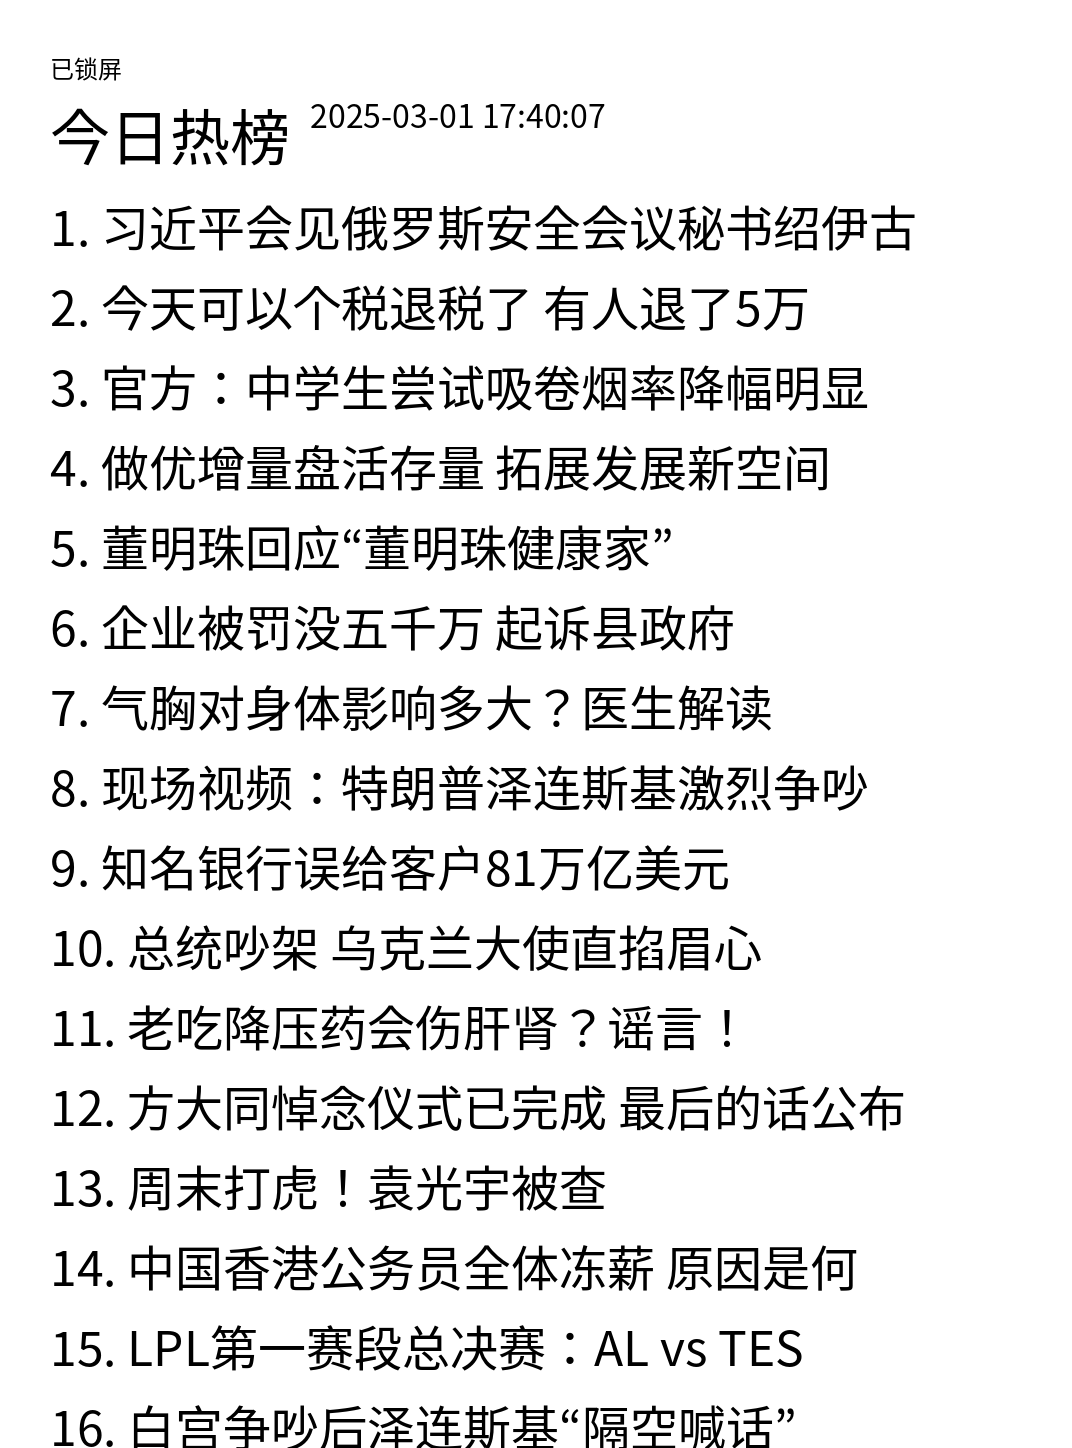 已锁屏
今日热榜 2025-03-01 17:40:07
1. 习近平会见俄罗斯安全会议秘书绍伊古
2. 今天可以个税退税了 有人退了5万
3. 官方：中学生尝试吸卷烟率降幅明显
4. 做优增量盘活存量 拓展发展新空间
5. 董明珠回应“董明珠健康家”
6. 企业被罚没五千万 起诉县政府
7. 气胸对身体影响多大？医生解读
8. 现场视频：特朗普泽连斯基激烈争吵
9. 知名银行误给客户81万亿美元
10. 总统吵架 乌克兰大使直掐眉心
11. 老吃降压药会伤肝肾？谣言！
12. 方大同悼念仪式已完成 最后的话公布
13. 周末打虎！袁光宇被查
14. 中国香港公务员全体冻薪 原因是何
15. LPL第一赛段总决赛：AL vs TES
16. 白宫争吵后泽连斯基“隔空喊话”